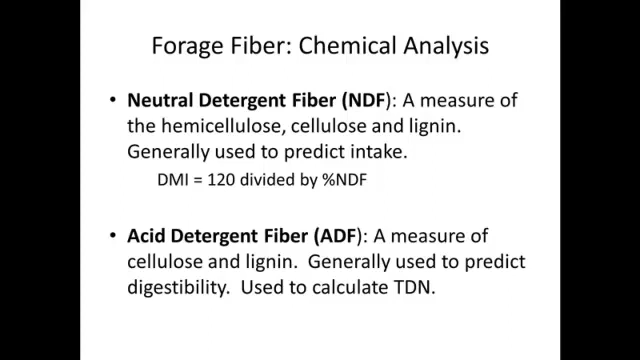 Forage Fiber: Chemical Analysis
• Neutral Detergent Fiber (NDF): A measure of
the hemicellulose, cellulose and lignin.
Generally used to predict intake.
DMI = 120 divided by %NDF
• Acid Detergent Fiber (ADF): A measure of
cellulose and lignin. Generally used to predict
digestibility. Used to calculate TDN.